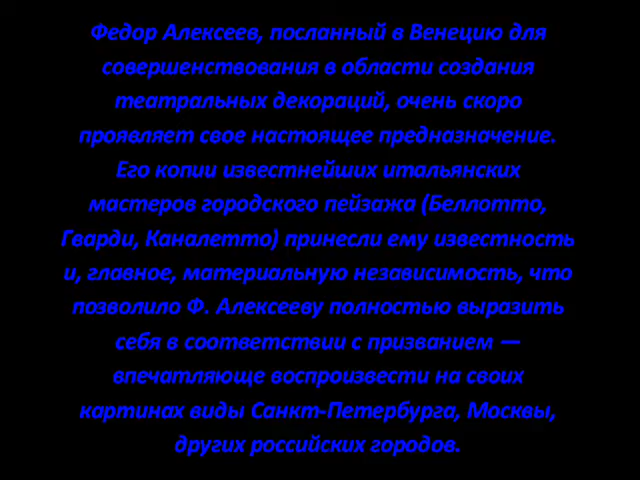 Федор Алексеев, посланный в Венецию для
совершенствования в области создания
театральных декораций, очень скоро
проявляет свое настоящее предназначение.
Его копии известнейших итальянских
мастеров городского пейзажа (Беллотто,
Гварди, Каналетто) принесли ему известность
и, главное, материальную независимость, что
позволило Ф. Алексееву полностью выразить
себя в соответствии с призванием —
впечатляюще воспроизвести на своих
картинах виды Санкт-Петербурга, Москвы,
других российских городов.